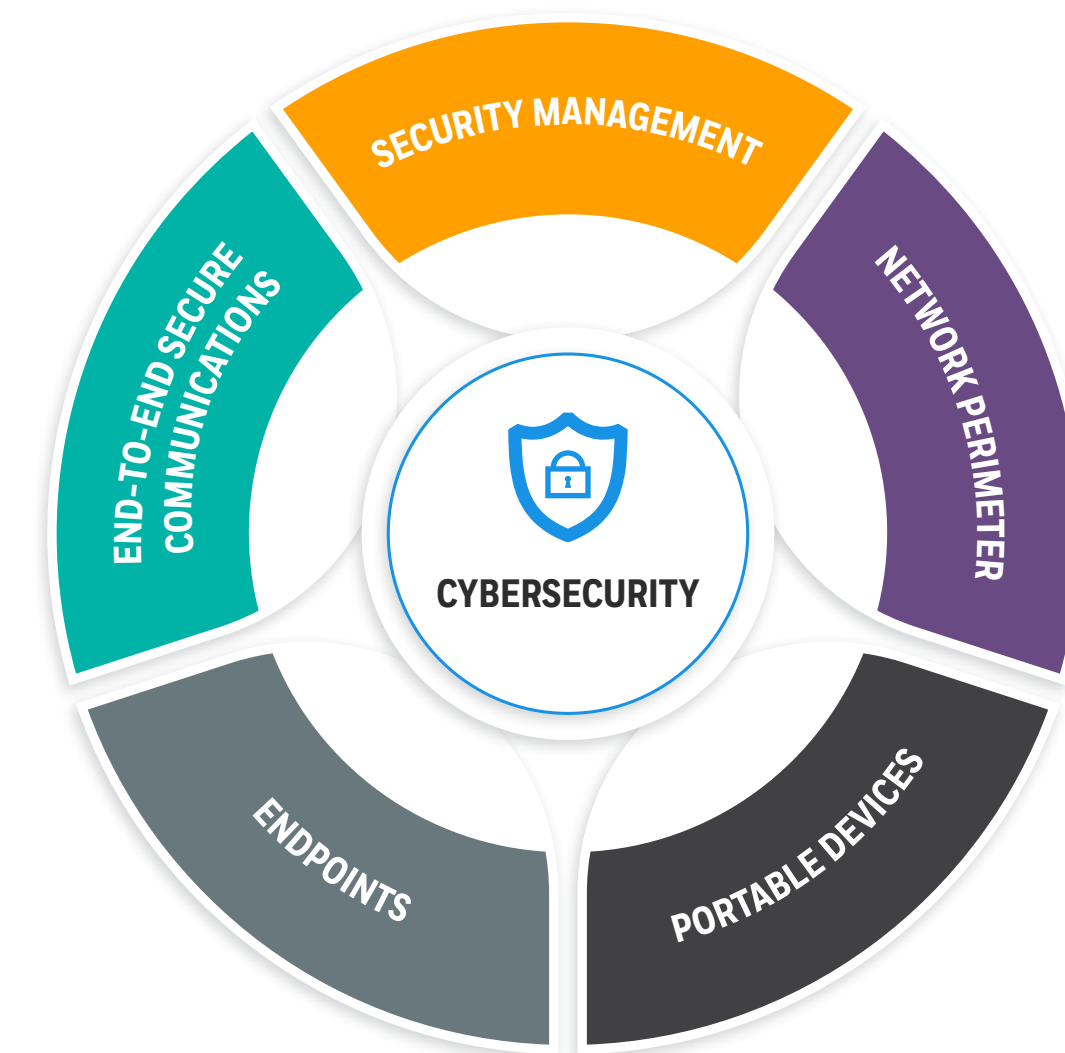 SECURITY MANAGEMENT
NETWORK PERIMETER
PORTABLE DEVICES
ENDPOINTS
END-TO-END SECURE
COMMUNICATIONS
CYBERSECURITY